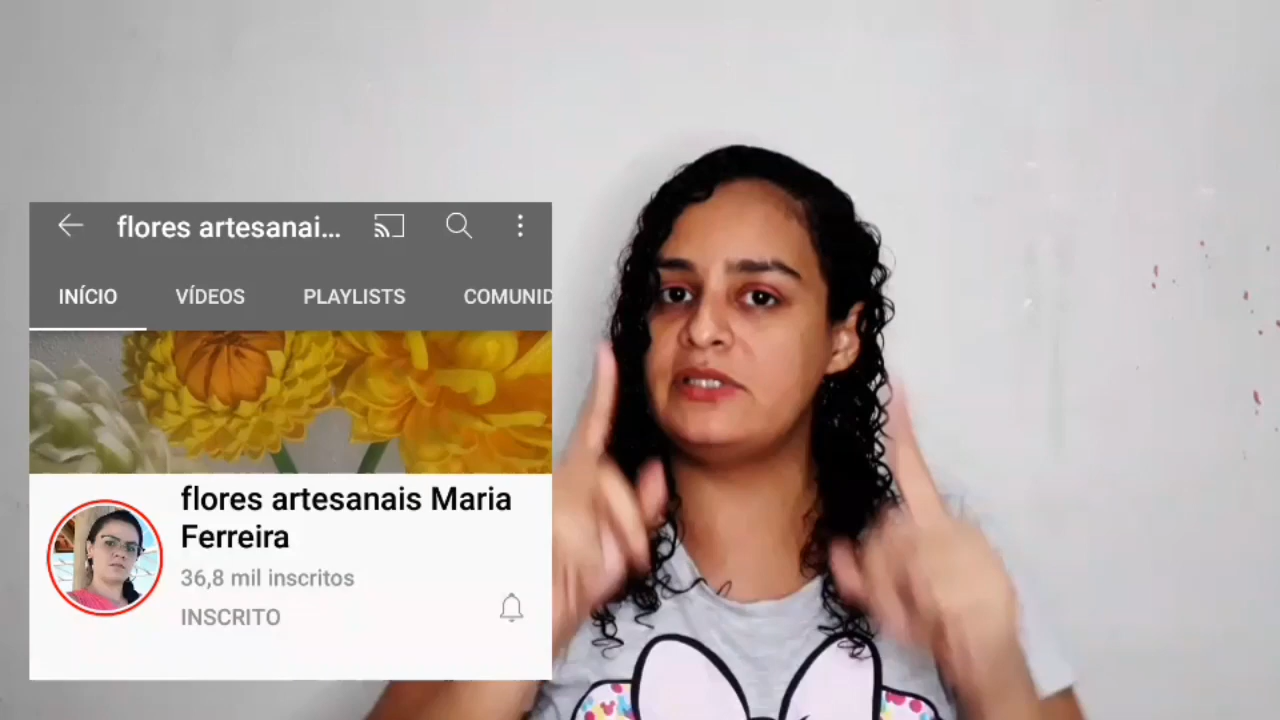 flores artesanai...
INÍCIO VÍDEOS PLAYLISTS COMUNID
flores artesanais Maria
Ferreira
36,8 mil inscritos
INSCRITO